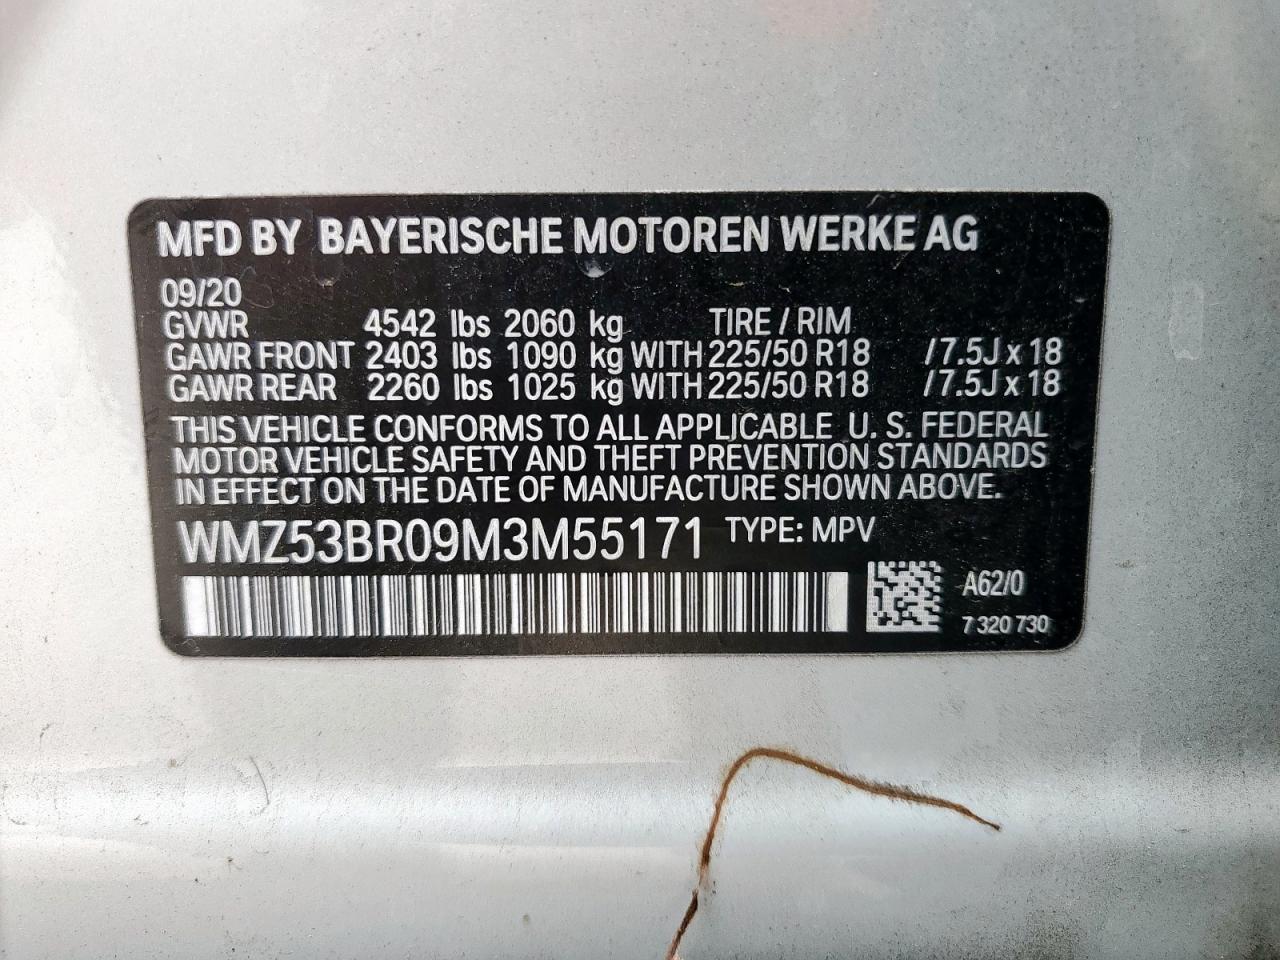 MFD BY BAYERISCHE MOTOREN WERKE AG
09/20
GVWR 4542 lbs 2060 kg TIRE / RIM
GAWR FRONT 2403 lbs 1090 kg WITH 225/50 R18 /7.5J x 18
GAWR REAR 2260 lbs 1025 kg WITH 225/50 R18 /7.5J x 18
THIS VEHICLE CONFORMS TO ALL APPLICABLE U. S. FEDERAL
MOTOR VEHICLE SAFETY AND THEFT PREVENTION STANDARDS
IN EFFECT ON THE DATE OF MANUFACTURE SHOWN ABOVE.
WMZ53BR09M3M55171 TYPE: MPV
A62/0
7 320 730